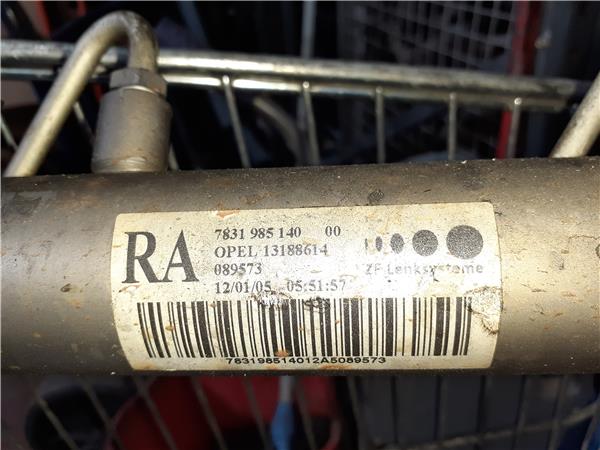 RA
7831 985 140 00
OPEL 13188614
089573
12/01/05 05:51:57
ZF Lenksysteme
783198514012A5089573